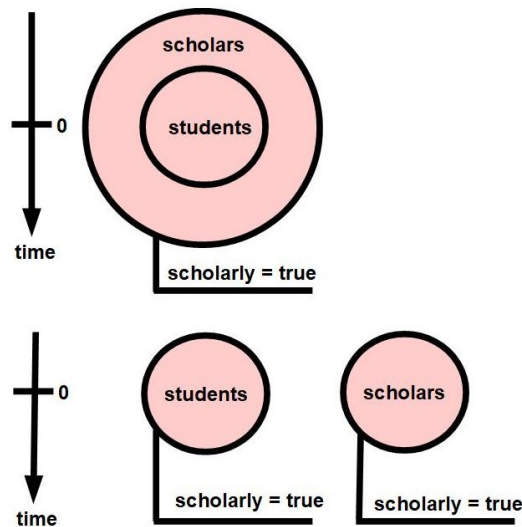 scholars
students
0
time
scholarly = true
0
students
scholars
time
scholarly = true
scholarly = true